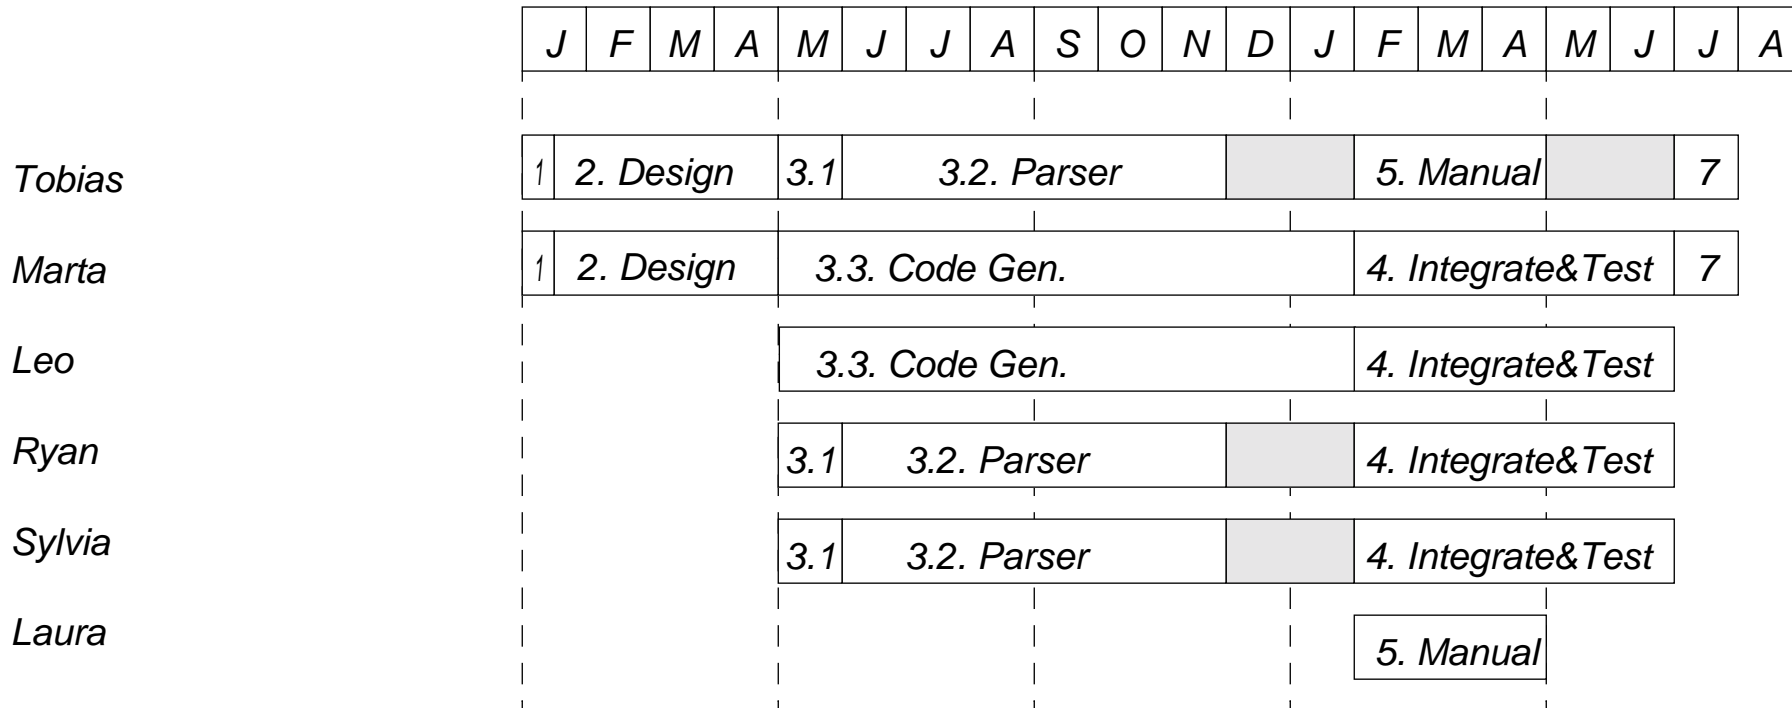 J F M A M J J A S O N D J F M A M J J A
Tobias 1 2. Design 3.1 3.2. Parser 5. Manual 7
Marta 1 2. Design 3.3. Code Gen. 4. Integrate&Test 7
Leo 3.3. Code Gen. 4. Integrate&Test
Ryan 3.1 3.2. Parser 4. Integrate&Test
Sylvia 3.1 3.2. Parser 4. Integrate&Test
Laura 5. Manual